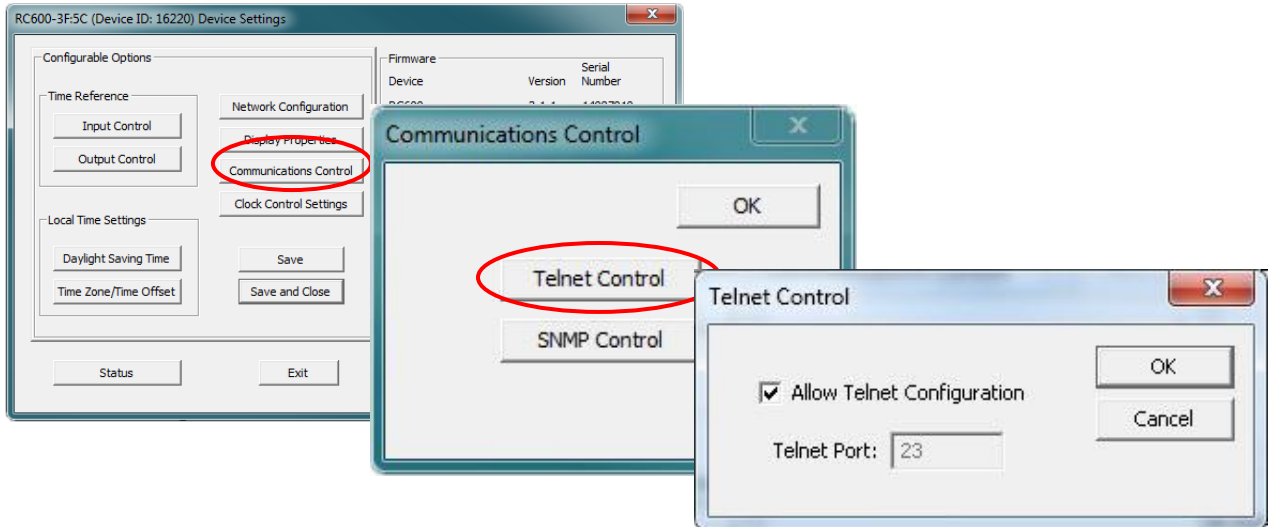 RC600-3F:5C (Device ID: 16220) Device Settings
Configurable Options
Time Reference
Input Control
Output Control
Network Configuration
Display Properties
Communications Control
Clock Control Settings
Local Time Settings
Daylight Saving Time
Time Zone/Time Offset
Save
Save and Close
Status
Exit
Firmware
Serial
Device Version Number
Communications Control
OK
Telnet Control
SNMP Control
Telnet Control
Allow Telnet Configuration
Telnet Port: 23
OK
Cancel